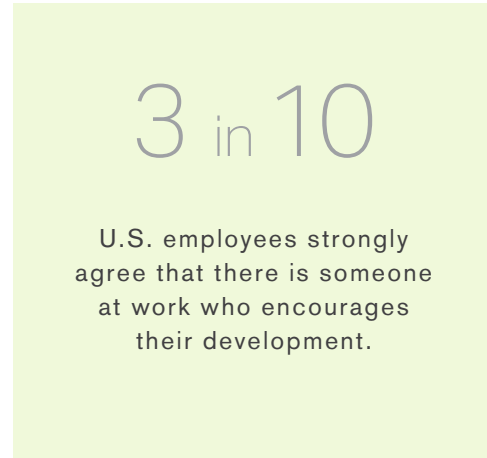 3 in 10
U.S. employees strongly
agree that there is someone
at work who encourages
their development.